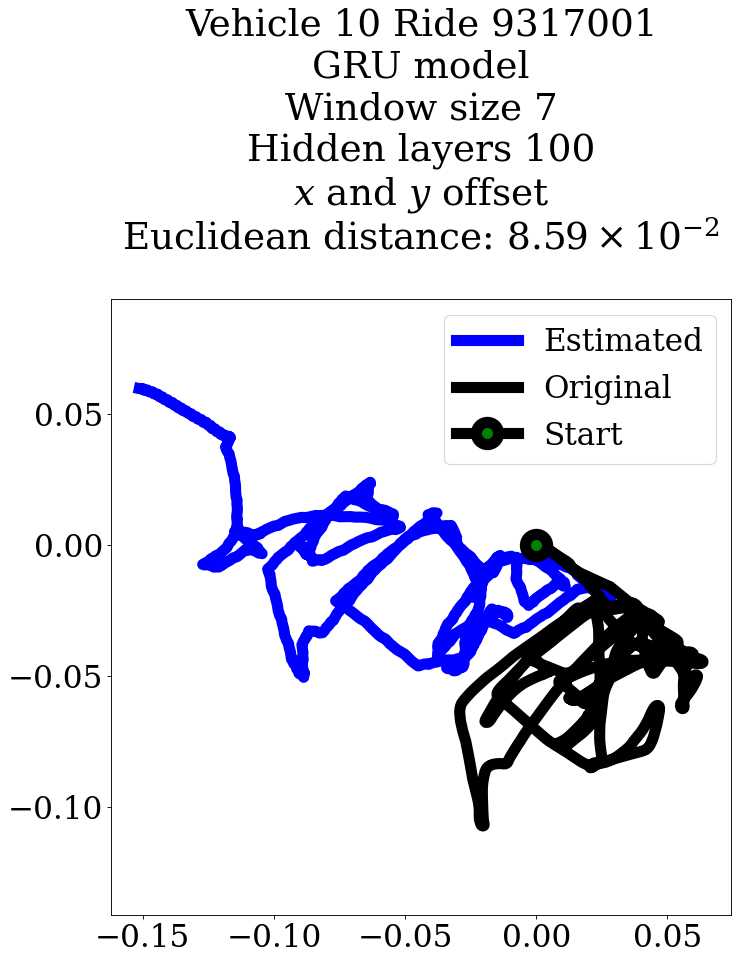 Vehicle 10 Ride 9317001
GRU model
Window size 7
Hidden layers 100
x and y offset
Euclidean distance: 8.59 × 10⁻²
Estimated
Original
Start
0.05
0.00
−0.05
−0.10
−0.15 −0.10 −0.05 0.00 0.05